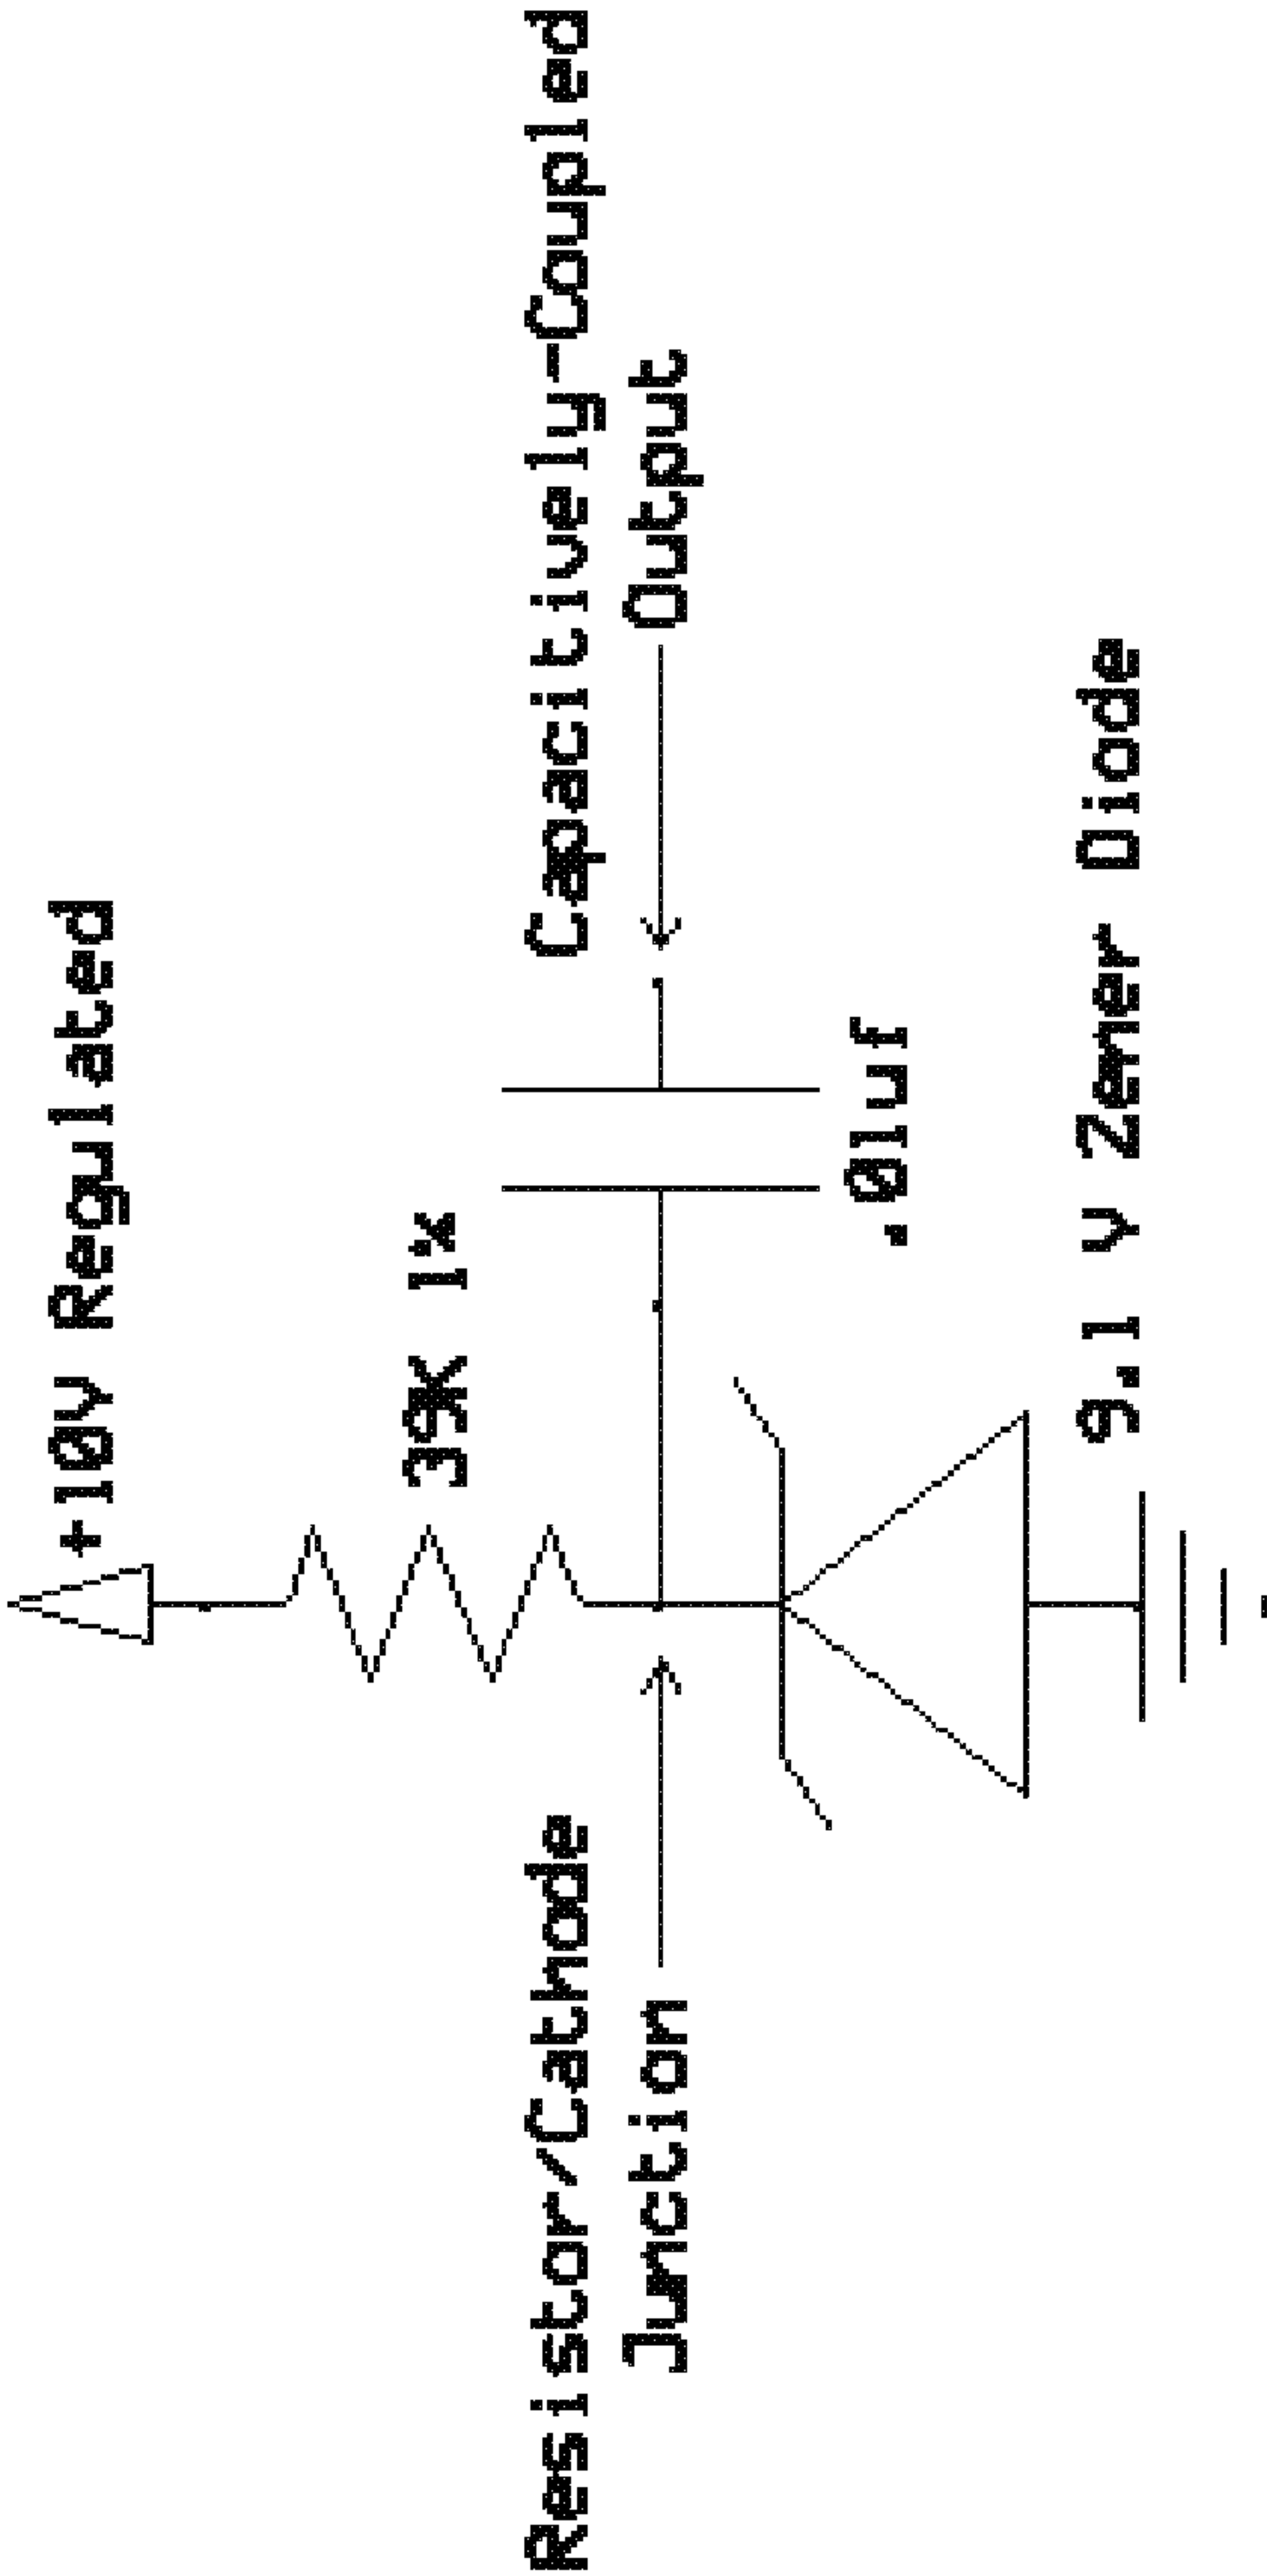 +10V Regulated
39K 1%
Resistor/Cathode
Junction
Capacitively-Coupled
Output
.01uf
9.1 V Zener Diode